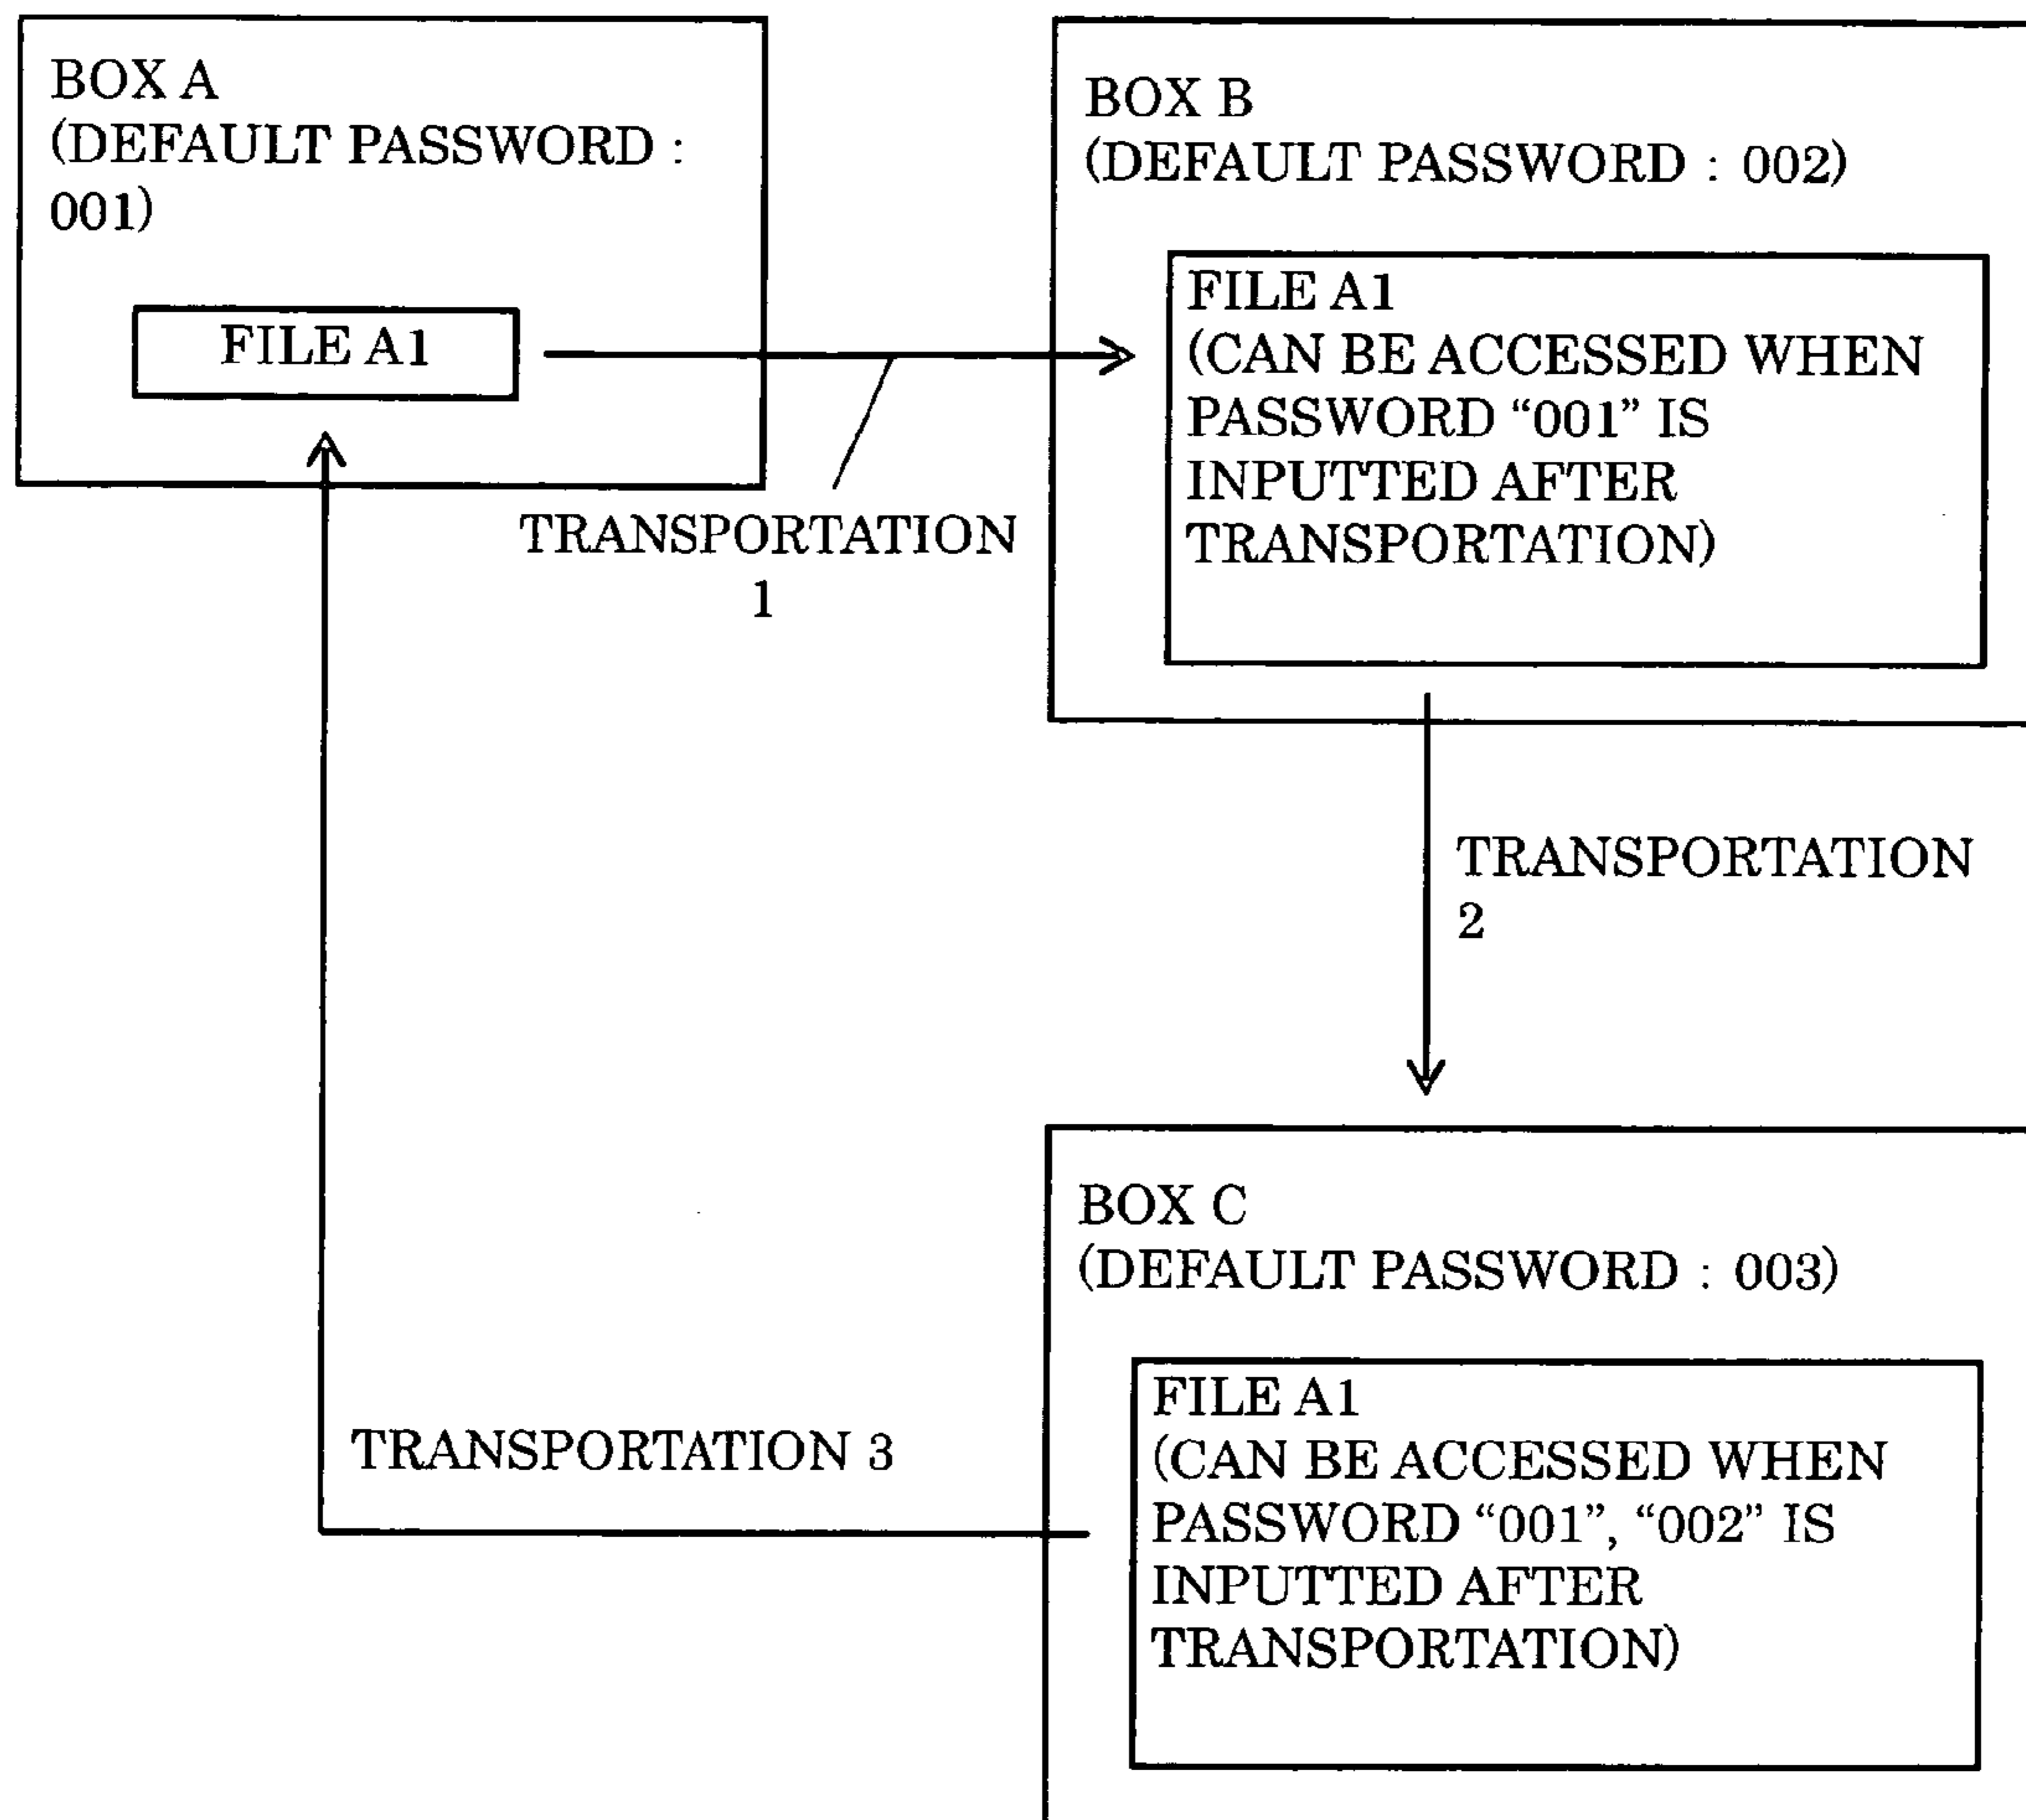 BOX A
(DEFAULT PASSWORD :
001)
FILE A1
TRANSPORTATION
1
BOX B
(DEFAULT PASSWORD : 002)
FILE A1
(CAN BE ACCESSED WHEN
PASSWORD “001” IS
INPUTTED AFTER
TRANSPORTATION)
TRANSPORTATION
2
BOX C
(DEFAULT PASSWORD : 003)
FILE A1
(CAN BE ACCESSED WHEN
PASSWORD “001”, “002” IS
INPUTTED AFTER
TRANSPORTATION)
TRANSPORTATION 3